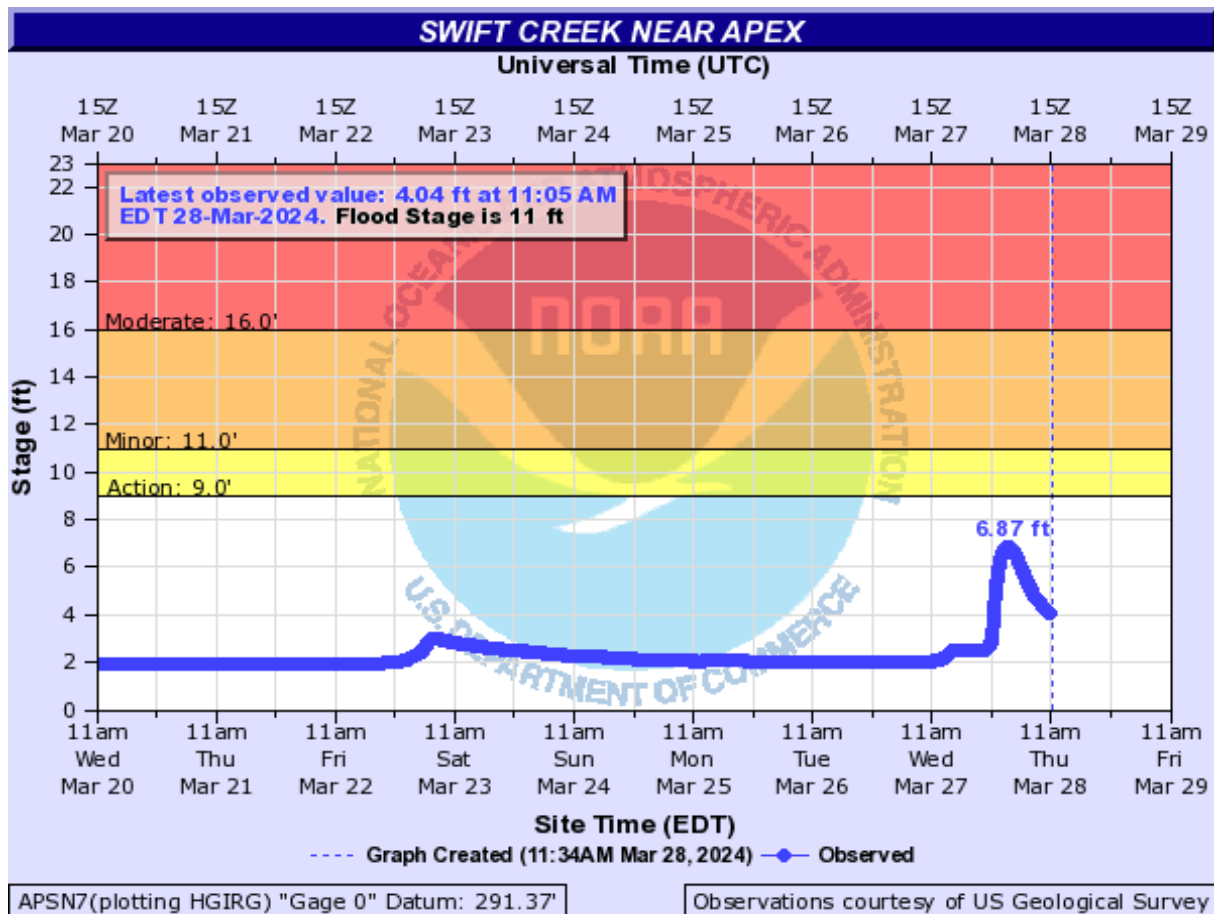 SWIFT CREEK NEAR APEX
Universal Time (UTC)
15Z 15Z 15Z 15Z 15Z 15Z 15Z 15Z 15Z 15Z
Mar 20 Mar 21 Mar 22 Mar 23 Mar 24 Mar 25 Mar 26 Mar 27 Mar 28 Mar 29
Latest observed value: 4.04 ft at 11:05 AM
EDT 28-Mar-2024. Flood Stage is 11 ft
NATIONAL OCEANIC AND ATMOSPHERIC ADMINISTRATION
NOAA
U.S. DEPARTMENT OF COMMERCE
Stage (ft)
23
22
20
18
16
14
12
10
8
6
4
2
0
Moderate: 16.0'
Minor: 11.0'
Action: 9.0'
6.87 ft
11am 11am 11am 11am 11am 11am 11am 11am 11am 11am
Wed Thu Fri Sat Sun Mon Tue Wed Thu Fri
Mar 20 Mar 21 Mar 22 Mar 23 Mar 24 Mar 25 Mar 26 Mar 27 Mar 28 Mar 29
Site Time (EDT)
Graph Created (11:34AM Mar 28, 2024) Observed
APSN7(plotting HGIRG) "Gage 0" Datum: 291.37'
Observations courtesy of US Geological Survey